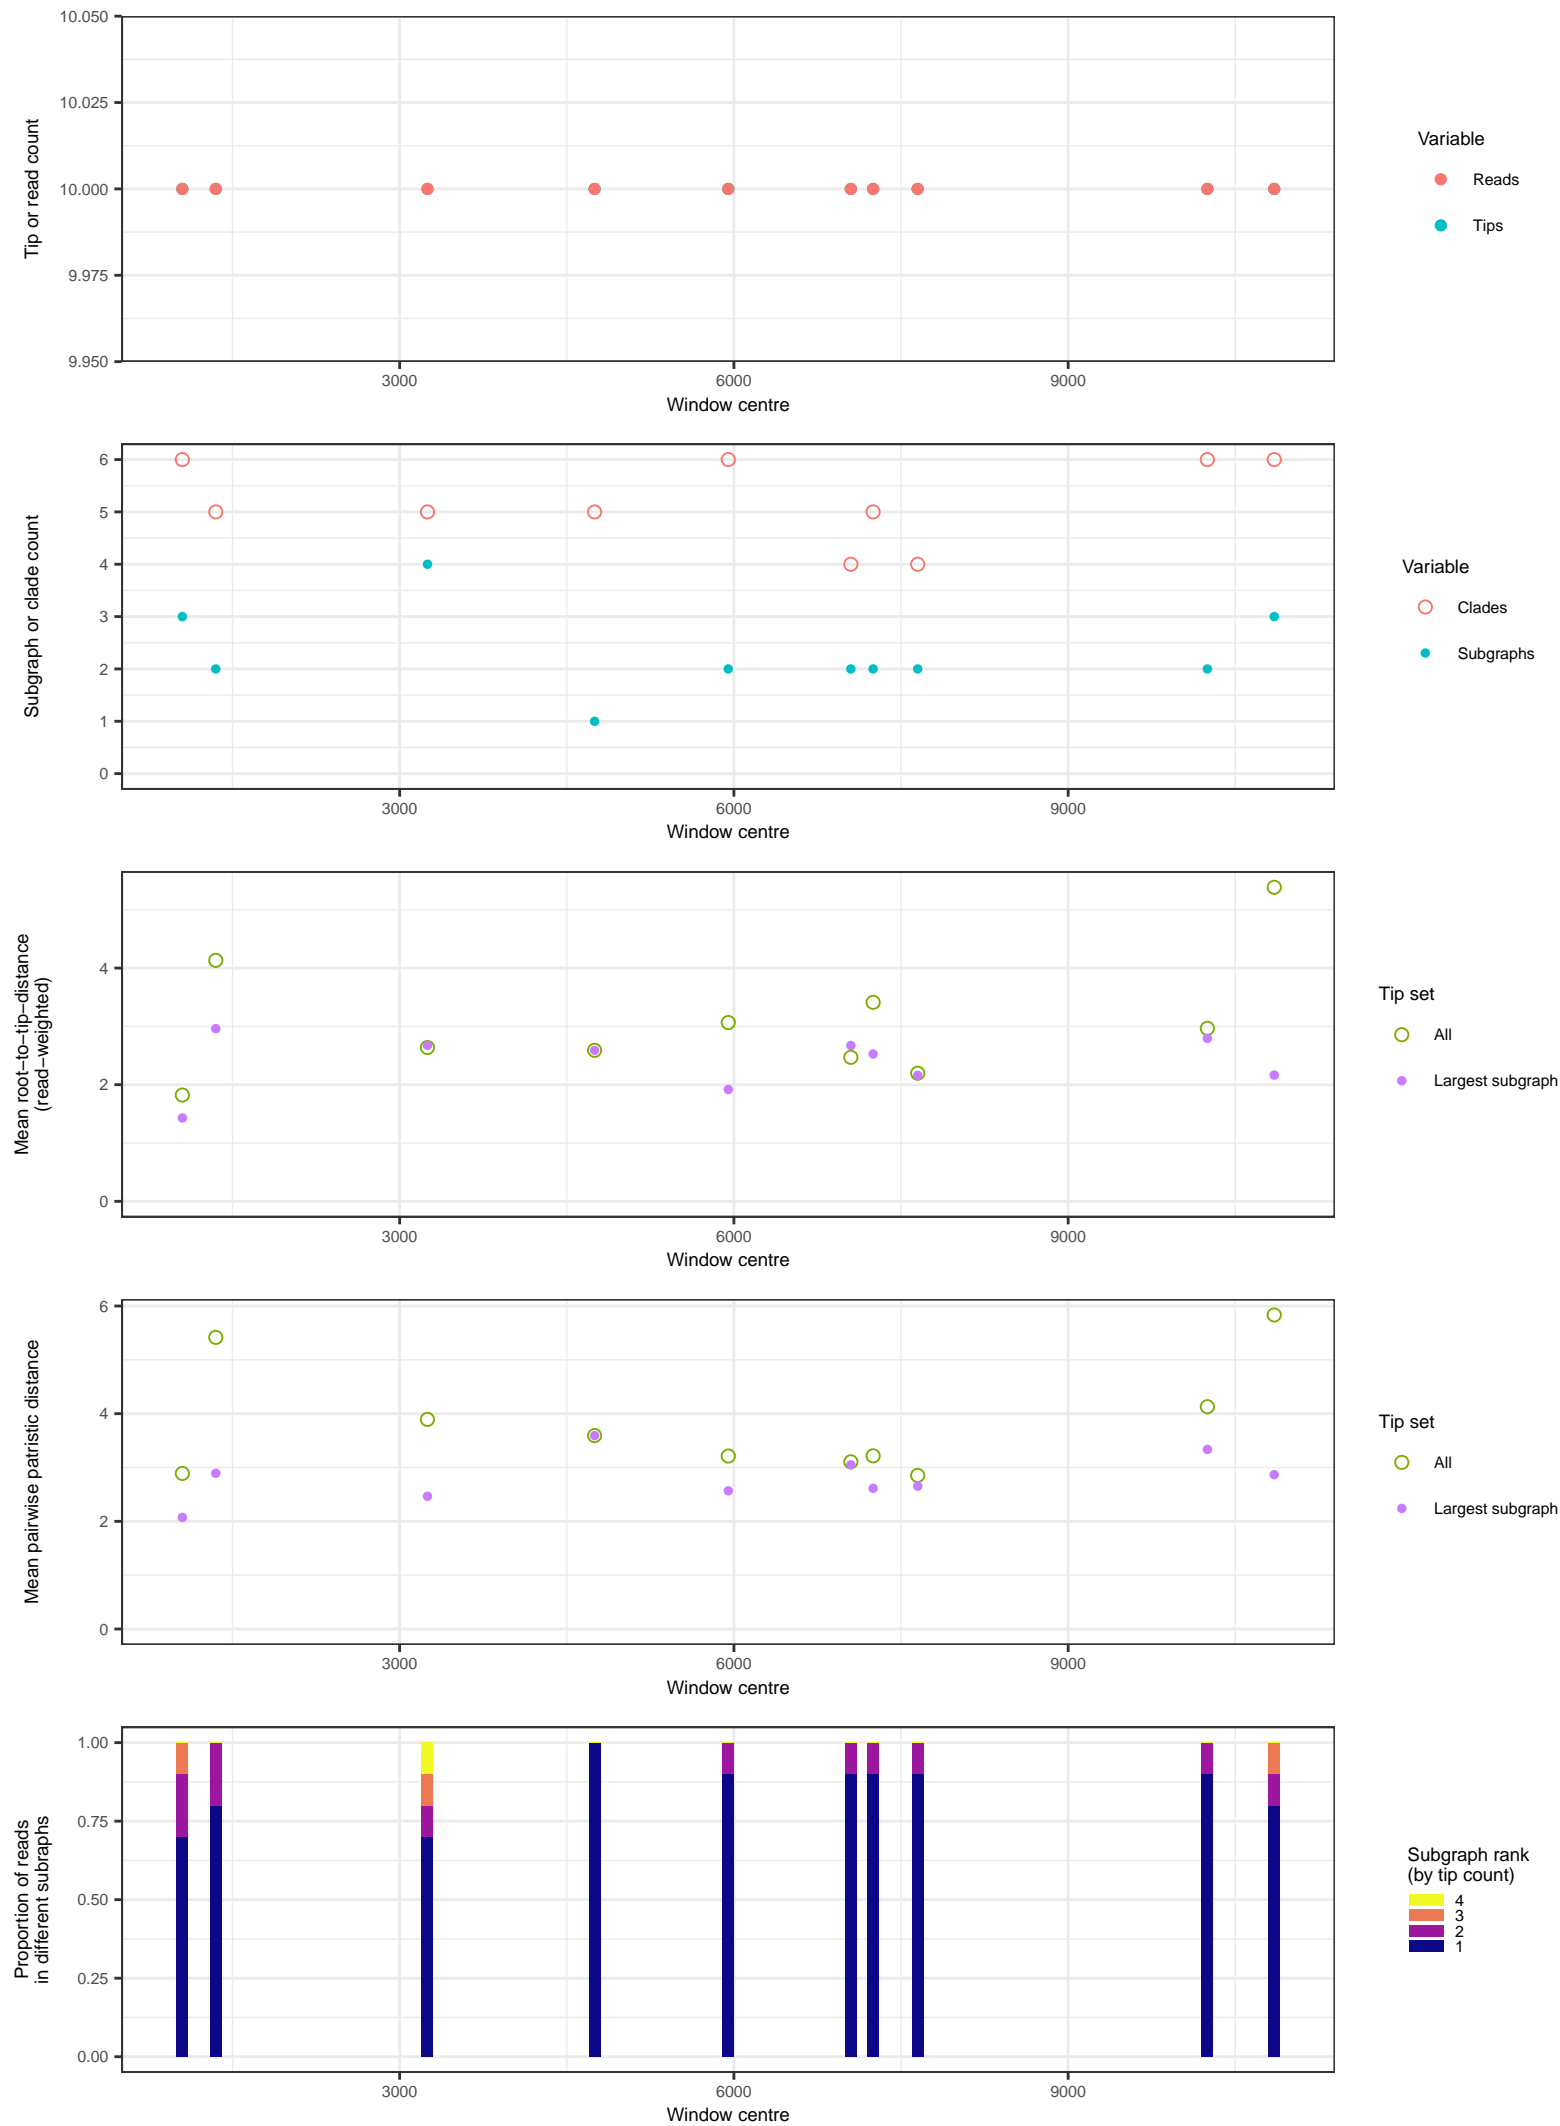 10.050
10.025
10.000
9.975
9.950
Tip or read count
3000 6000 9000
Window centre
Variable
Reads
Tips
6
5
4
3
2
1
0
Subgraph or clade count
3000 6000 9000
Window centre
Variable
Clades
Subgraphs
4
2
0
Mean root−to−tip−distance
(read−weighted)
3000 6000 9000
Window centre
Tip set
All
Largest subgraph
6
4
2
0
Mean pairwise patristic distance
3000 6000 9000
Window centre
Tip set
All
Largest subgraph
1.00
0.75
0.50
0.25
0.00
Proportion of reads
in different subraphs
3000 6000 9000
Window centre
Subgraph rank
(by tip count)
4
3
2
1